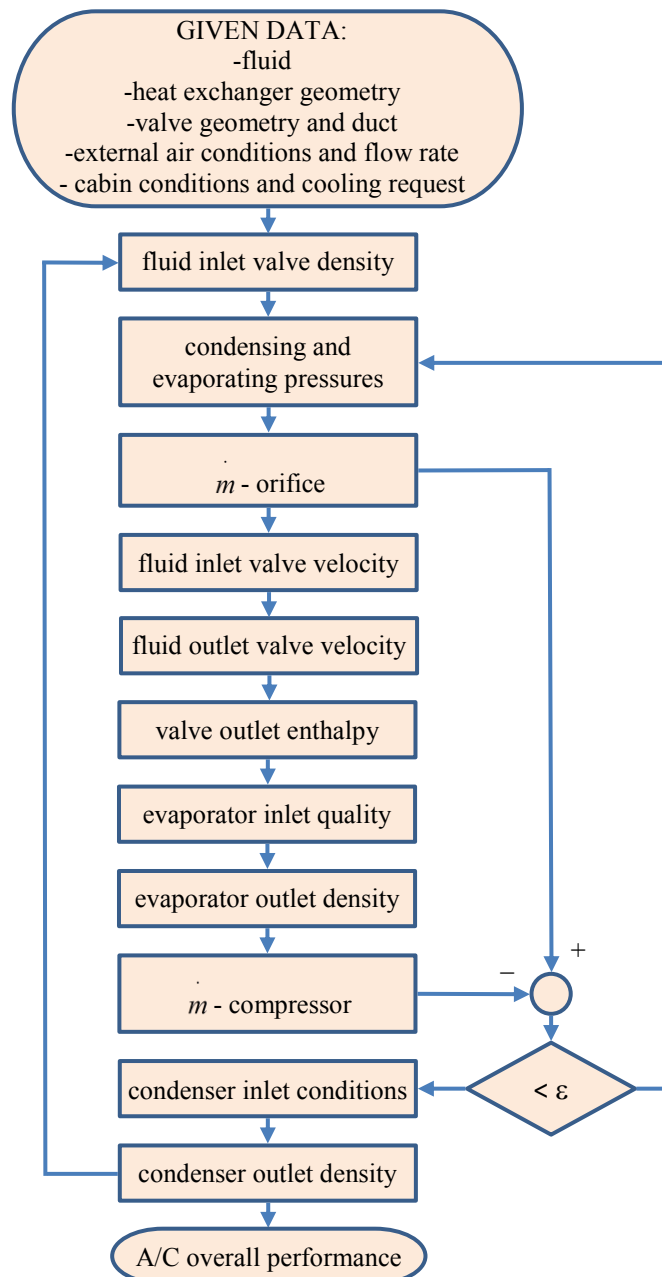 GIVEN DATA:
-fluid
-heat exchanger geometry
-valve geometry and duct
-external air conditions and flow rate
- cabin conditions and cooling request
fluid inlet valve density
condensing and
evaporating pressures
ṁ - orifice
fluid inlet valve velocity
fluid outlet valve velocity
valve outlet enthalpy
evaporator inlet quality
evaporator outlet density
+
−
ṁ - compressor
< ε
condenser inlet conditions
condenser outlet density
A/C overall performance